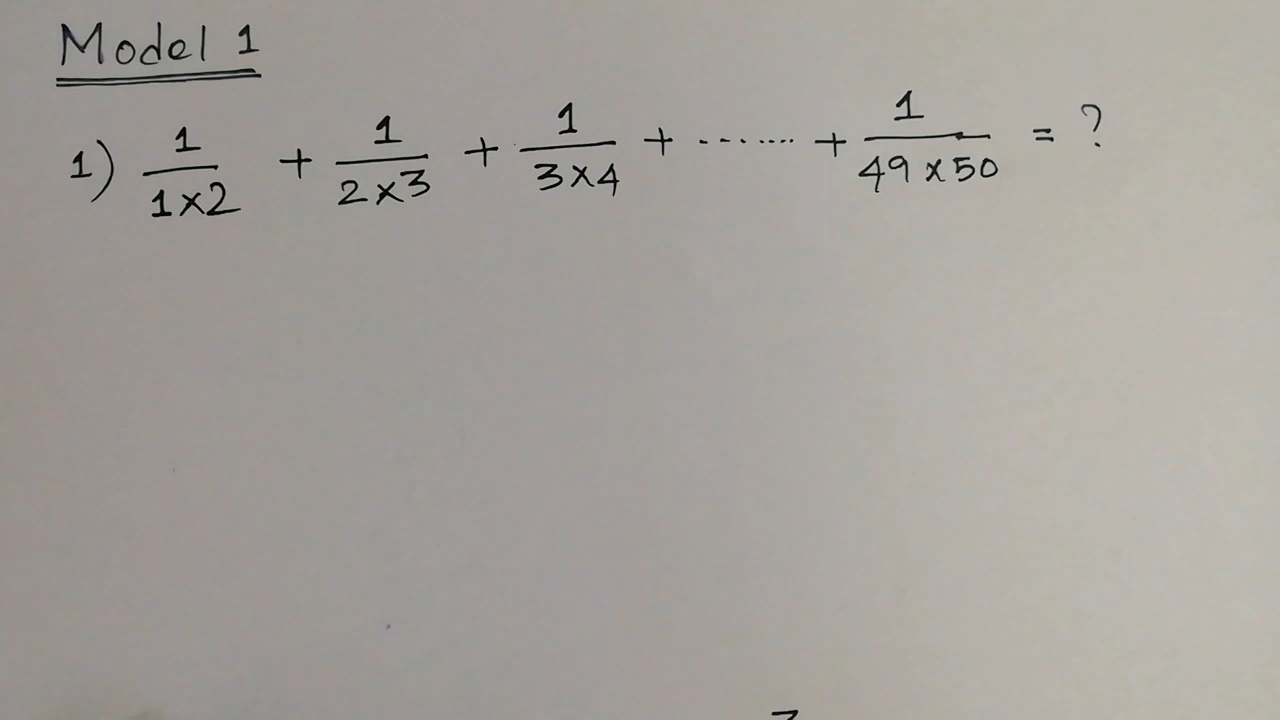 Model 1
1) 1/(1×2) + 1/(2×3) + 1/(3×4) + ....... + 1/(49×50) = ?